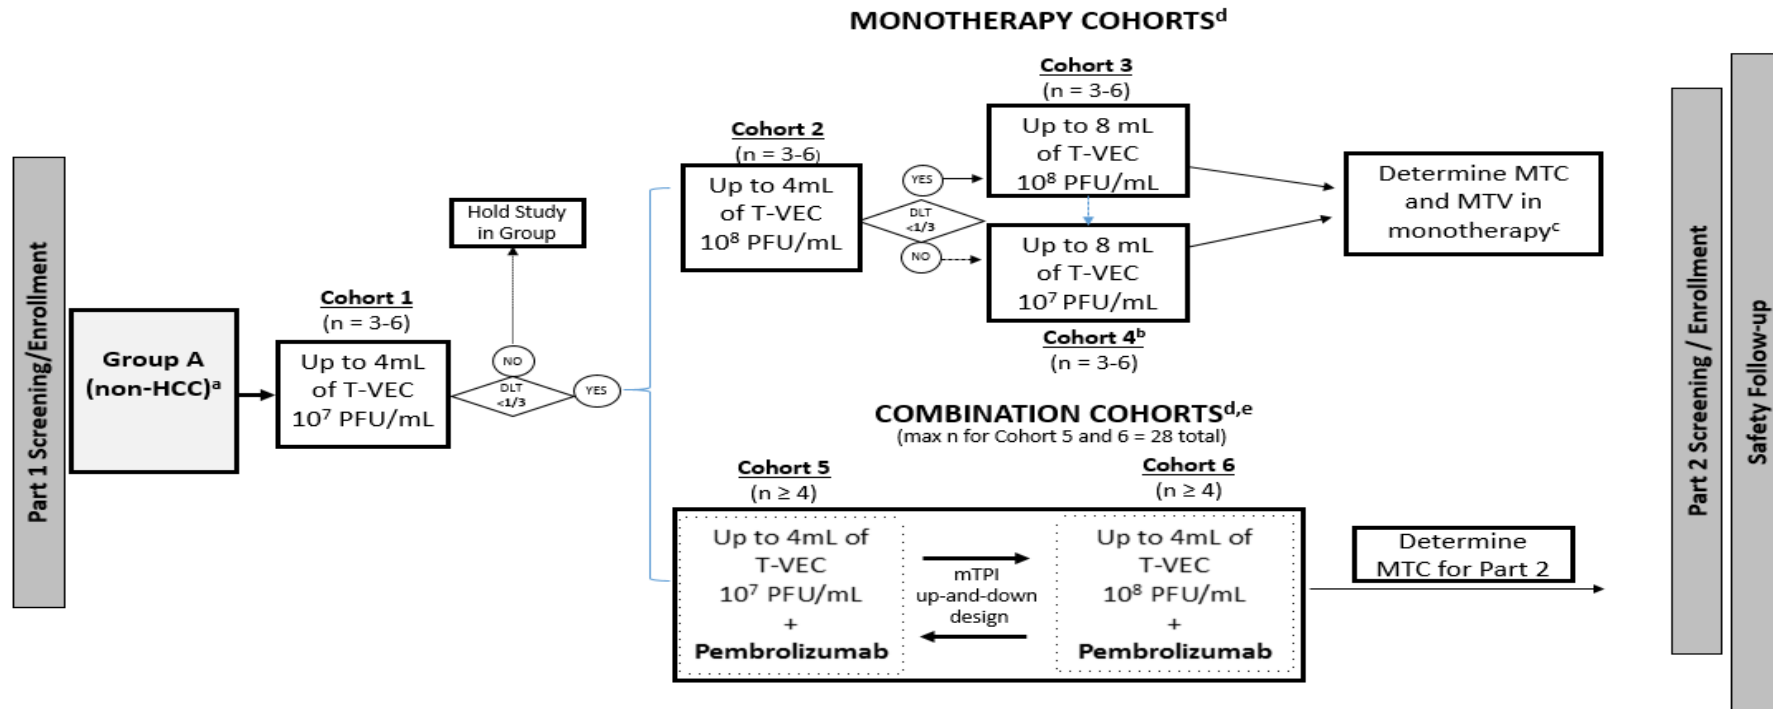 MONOTHERAPY COHORTSᵈ
Part 1 Screening/Enrollment
Group A
(non-HCC)ᵃ
Cohort 1
(n = 3-6)
Up to 4mL
of T-VEC
10⁷ PFU/mL
DLT
<1/3
NO
YES
Hold Study
in Group
Cohort 2
(n = 3-6)
Up to 4mL
of T-VEC
10⁸ PFU/mL
DLT
<1/3
YES
NO
Cohort 3
(n = 3-6)
Up to 8 mL
of T-VEC
10⁸ PFU/mL
Up to 8 mL
of T-VEC
10⁷ PFU/mL
Cohort 4ᵇ
(n = 3-6)
Determine MTC
and MTV in
monotherapyᶜ
COMBINATION COHORTSᵈ,ᵉ
(max n for Cohort 5 and 6 = 28 total)
Cohort 5
(n ≥ 4)
Up to 4mL of
T-VEC
10⁷ PFU/mL
+
Pembrolizumab
mTPI
up-and-down
design
Cohort 6
(n ≥ 4)
Up to 4mL of
T-VEC
10⁸ PFU/mL
+
Pembrolizumab
Determine
MTC for Part 2
Part 2 Screening / Enrollment
Safety Follow-up